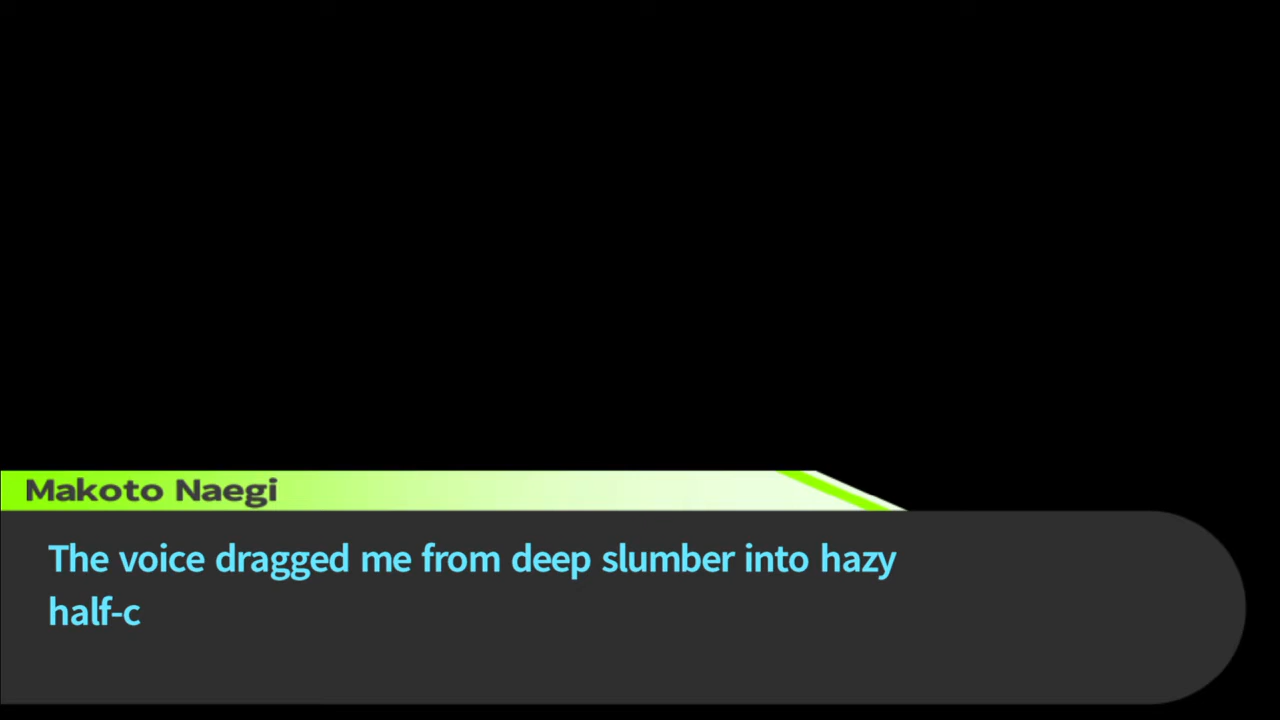 Makoto Naegi
The voice dragged me from deep slumber into hazy
half-c